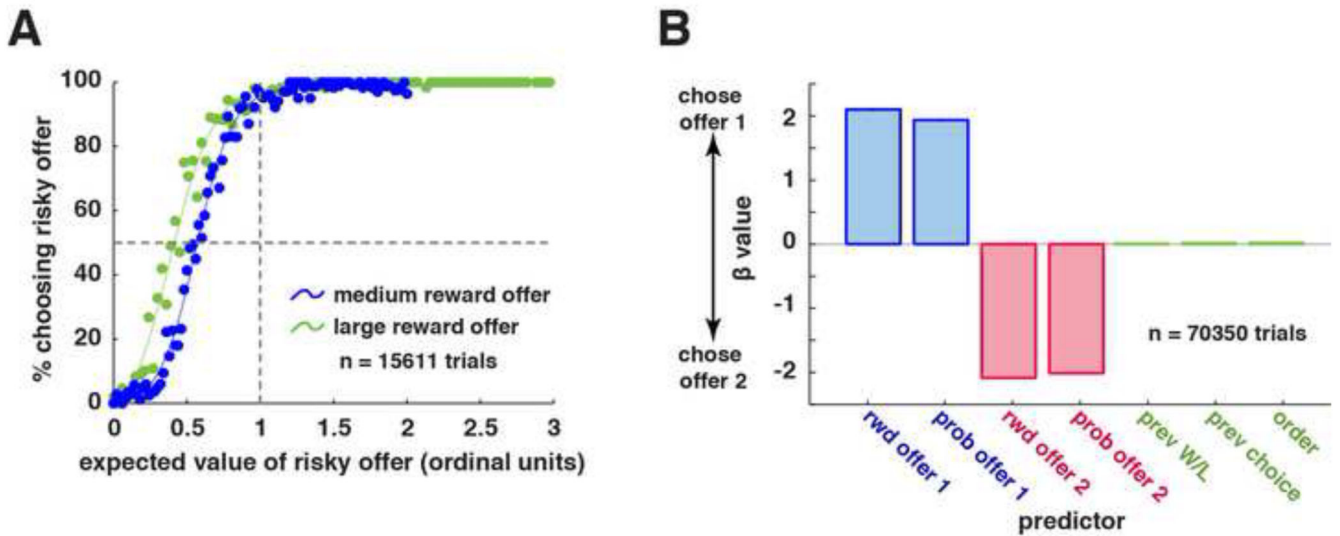 A
% choosing risky offer
100
80
60
40
20
0
medium reward offer
large reward offer
n = 15611 trials
0 0.5 1 1.5 2 2.5 3
expected value of risky offer (ordinal units)
B
chose
offer 1
chose
offer 2
β value
2
1
0
-1
-2
n = 70350 trials
rwd offer 1
prob offer 1
rwd offer 2
prob offer 2
prev W/L
prev choice
order
predictor